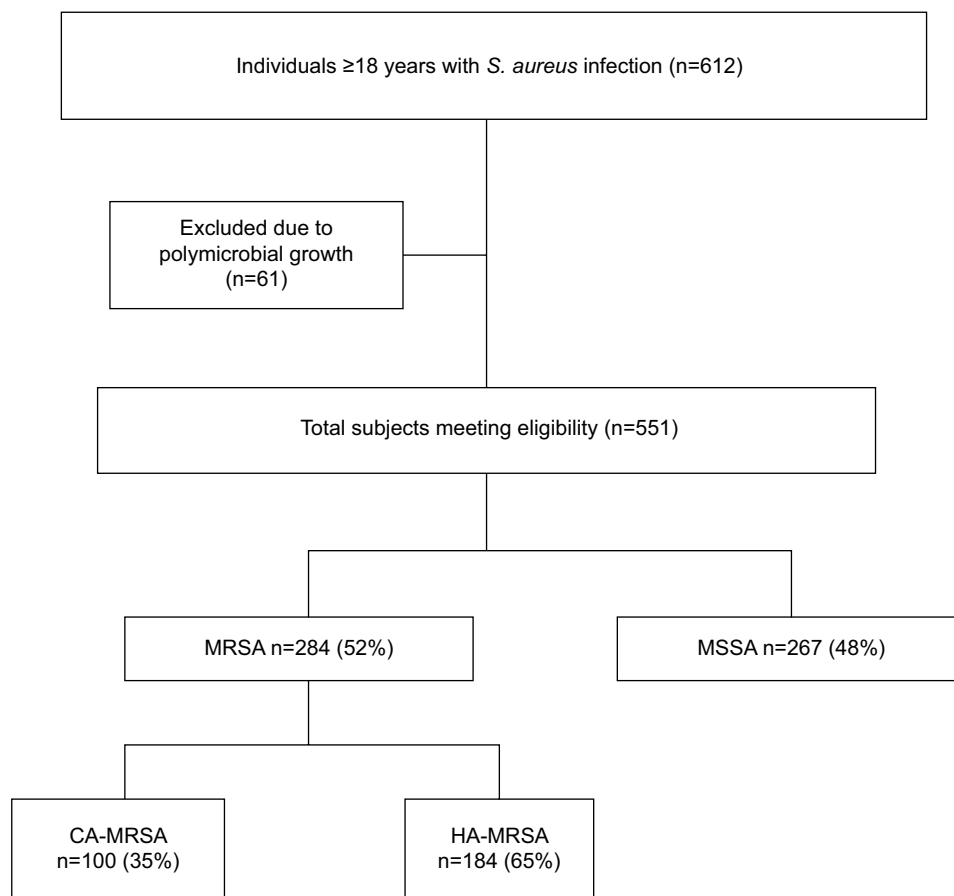 Individuals ≥18 years with S. aureus infection (n=612)
Excluded due to
polymicrobial growth
(n=61)
Total subjects meeting eligibility (n=551)
MRSA n=284 (52%)
MSSA n=267 (48%)
CA-MRSA
n=100 (35%)
HA-MRSA
n=184 (65%)